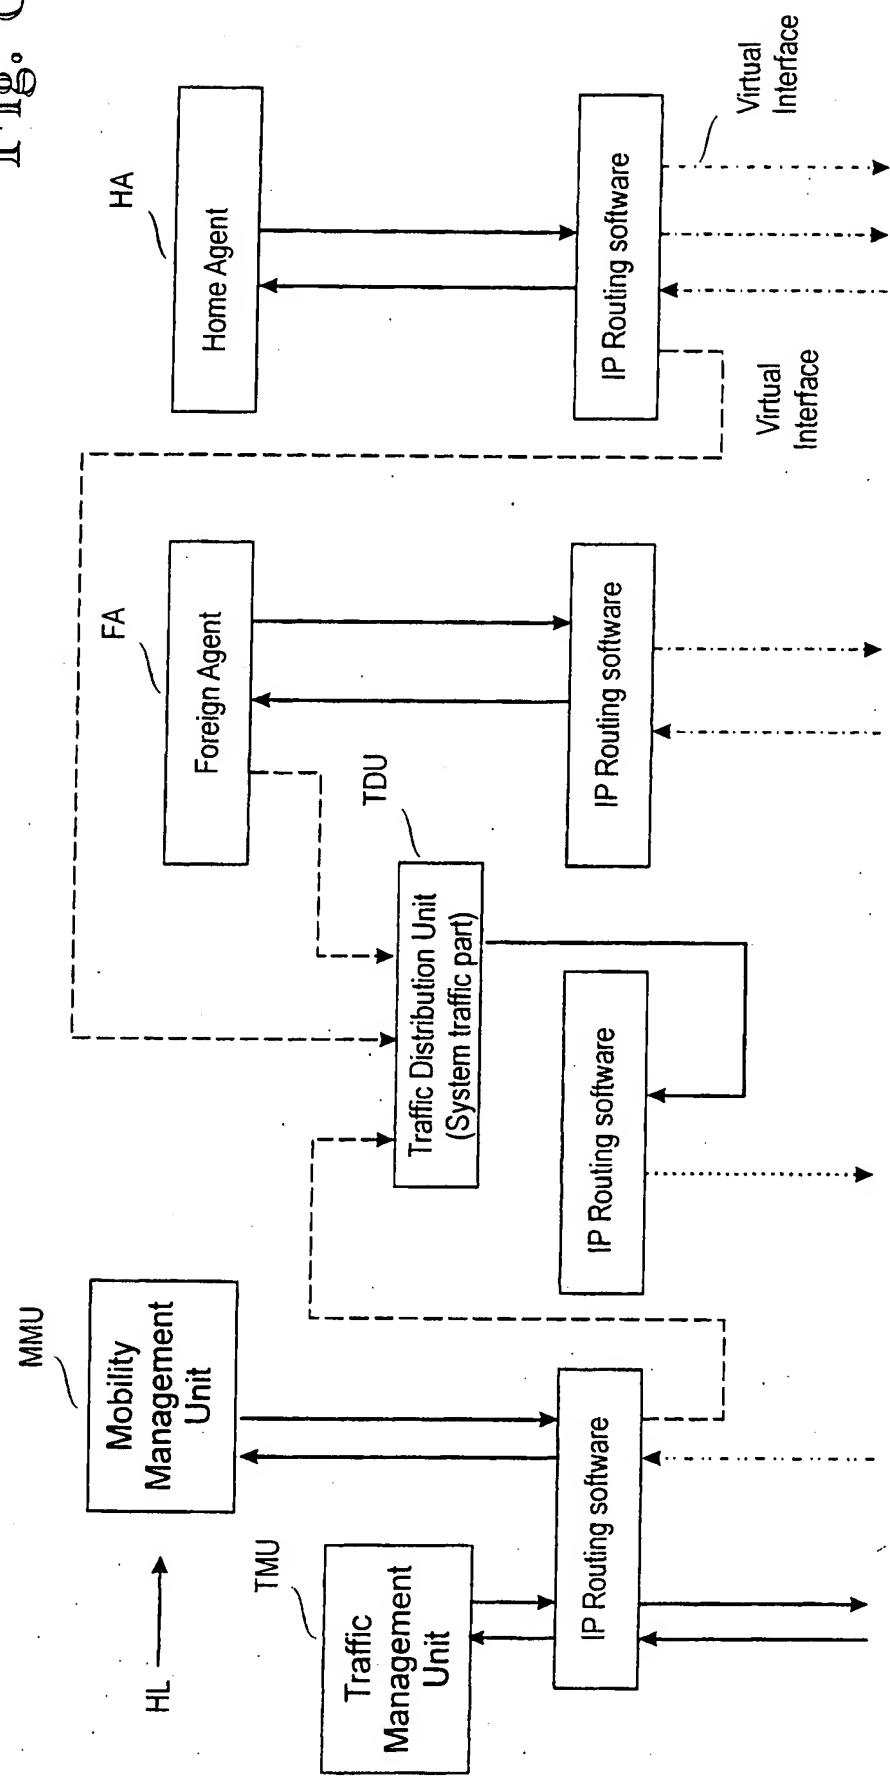 Fig.
HL
MMU
Mobility
Management
Unit
TMU
Traffic
Management
Unit
IP Routing software
TDU
Traffic Distribution Unit
(System traffic part)
IP Routing software
FA
Foreign Agent
IP Routing software
HA
Home Agent
IP Routing software
Virtual
Interface
Virtual
Interface